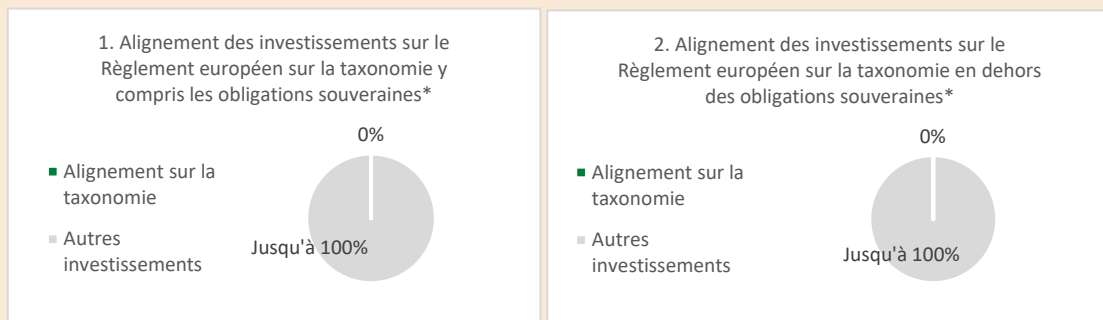 1. Alignement des investissements sur le
Règlement européen sur la taxonomie y
compris les obligations souveraines*
0%
Alignement sur la
taxonomie
Autres
investissements
Jusqu'à 100%
2. Alignement des investissements sur le
Règlement européen sur la taxonomie en dehors
des obligations souveraines*
0%
Alignement sur la
taxonomie
Autres
investissements
Jusqu'à 100%